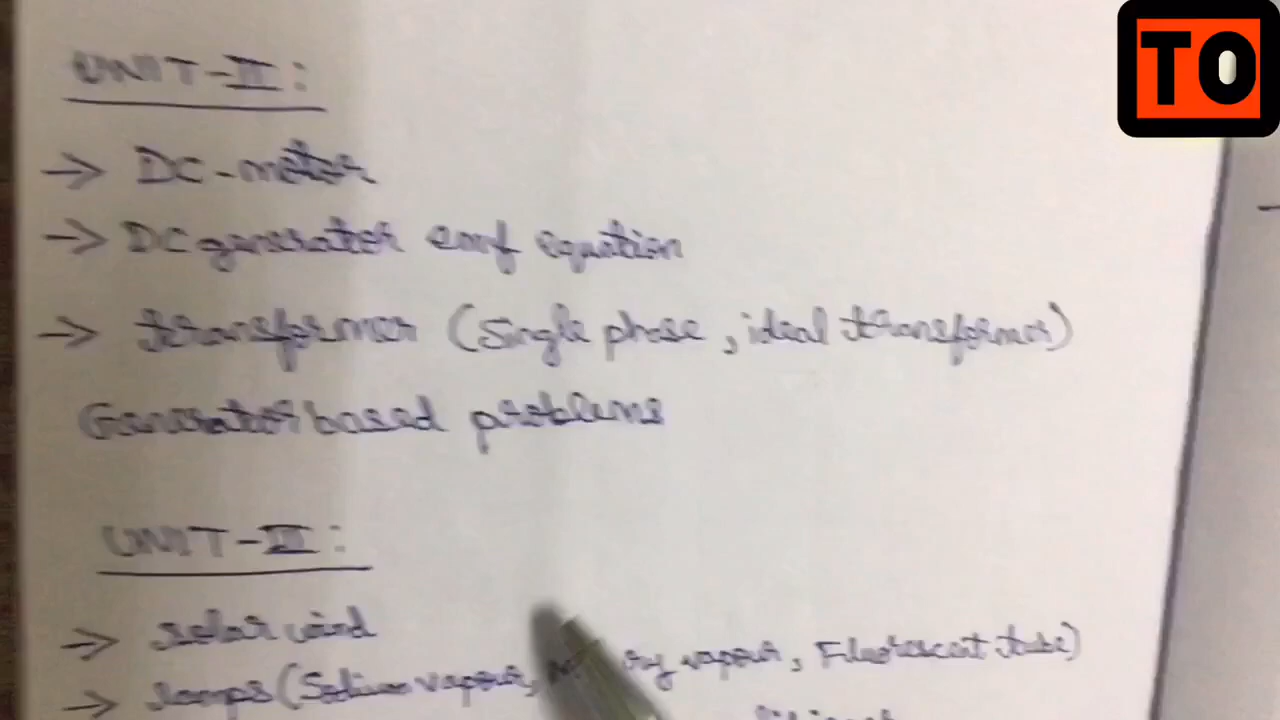 TO
UNIT-II:
→ DC-motor
→ DC generator emf equation
→ transformer (Single phase, ideal transformer)
Generator based problems
UNIT-III:
→ solar wind
→ lamps (Sodium vapour, vapour, Fluorescent tube)